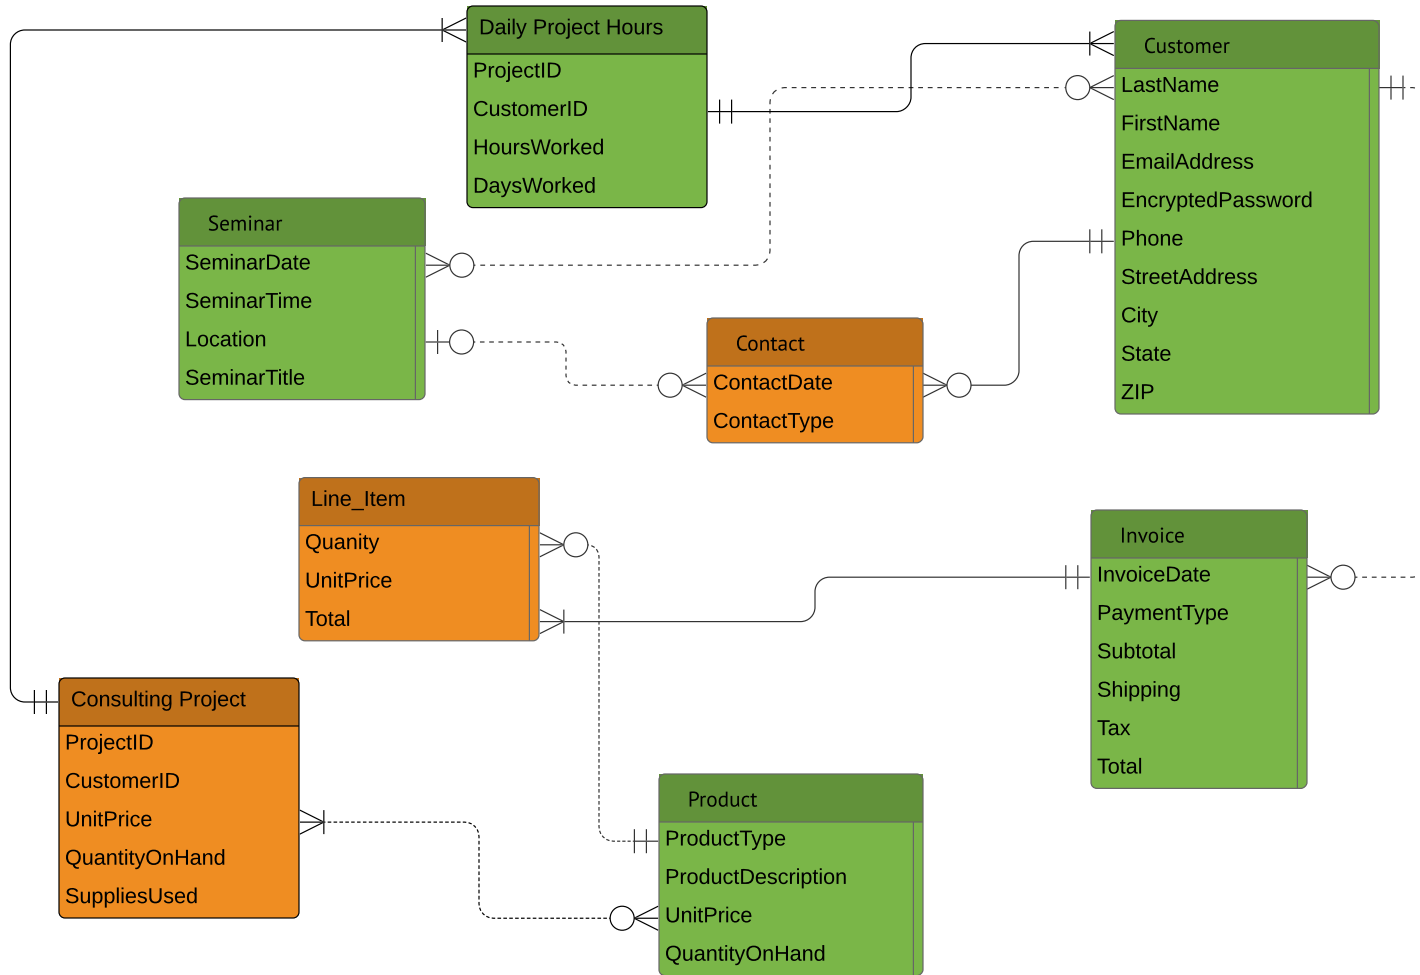 Daily Project Hours
ProjectID
CustomerID
HoursWorked
DaysWorked
Customer
LastName
FirstName
EmailAddress
EncryptedPassword
Phone
StreetAddress
City
State
ZIP
Seminar
SeminarDate
SeminarTime
Location
SeminarTitle
Contact
ContactDate
ContactType
Line_Item
Quanity
UnitPrice
Total
Invoice
InvoiceDate
PaymentType
Subtotal
Shipping
Tax
Total
Consulting Project
ProjectID
CustomerID
UnitPrice
QuantityOnHand
SuppliesUsed
Product
ProductType
ProductDescription
UnitPrice
QuantityOnHand